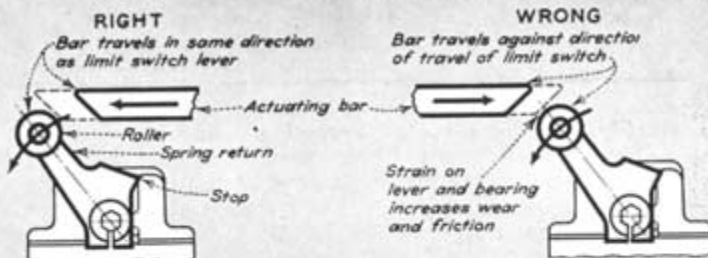 RIGHT
Bar travels in same direction
as limit switch lever
Actuating bar
Roller
Spring return
Stop
WRONG
Bar travels against direction
of travel of limit switch
Strain on
lever and bearing
increases wear
and friction